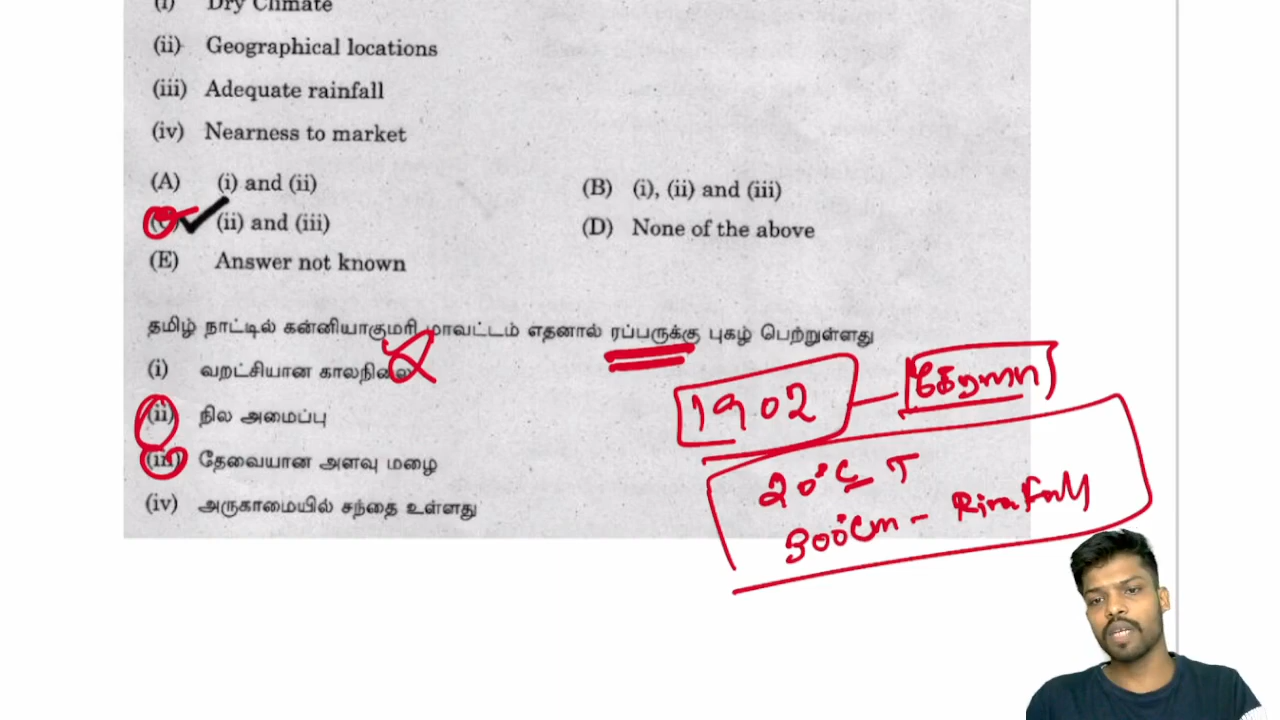 (i) Dry Climate
(ii) Geographical locations
(iii) Adequate rainfall
(iv) Nearness to market
(A) (i) and (ii)
(B) (i), (ii) and (iii)
(ii) and (iii)
(D) None of the above
(E) Answer not known
தமிழ் நாட்டில் கன்னியாகுமரி மாவட்டம் எதனால் ரப்பருக்கு புகழ் பெற்றுள்ளது
(i) வறட்சியான காலநிலை
(ii) நில அமைப்பு
(iii) தேவையான அளவு மழை
(iv) அருகாமையில் சந்தை உள்ளது
1902 — கேரளா
20°C T
300°Cm –